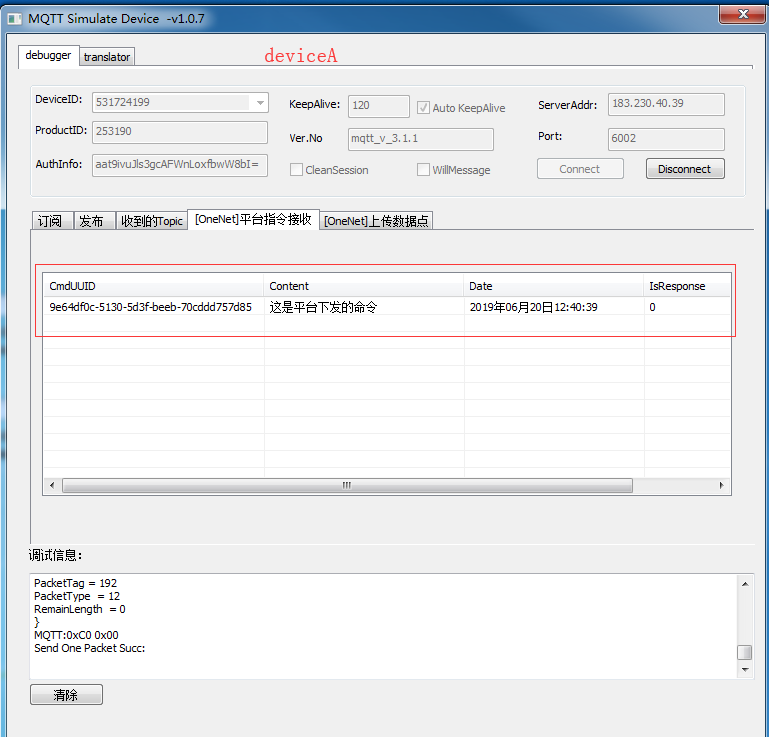 MQTT Simulate Device -v1.0.7
debugger translator
deviceA
DeviceID: 531724199 KeepAlive: 120 Auto KeepAlive ServerAddr: 183.230.40.39
ProductID: 253190 Ver.No mqtt_v_3.1.1 Port: 6002
AuthInfo: aat9ivuJls3gcAFWnLoxfbwW8bI= CleanSession WillMessage Connect Disconnect
订阅 发布 收到的Topic [OneNet]平台指令接收 [OneNet]上传数据点
CmdUUID Content Date IsResponse
9e64df0c-5130-5d3f-beeb-70cddd757d85 这是平台下发的命令 2019年06月20日12:40:39 0
调试信息:
PacketTag = 192
PacketType = 12
RemainLength = 0
}
MQTT:0xC0 0x00
Send One Packet Succ:
清除